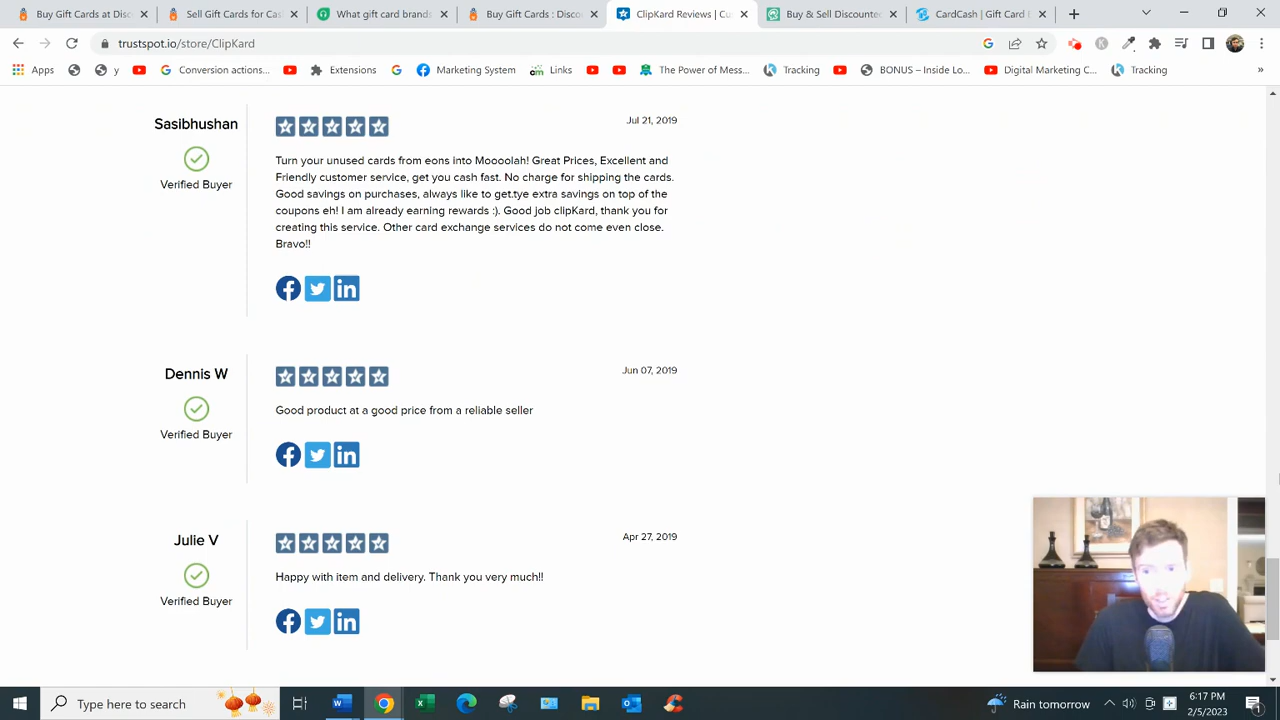 Buy Gift Cards at Disc
Sell Gift Cards for Cas
What gift card brands
Buy Gift Cards : Disco
ClipKard Reviews | Cu
Buy & Sell Discounted
CardCash | Gift Card
trustspot.io/store/ClipKard
Apps
y
Conversion actions...
Extensions
Marketing System
Links
The Power of Mess...
Tracking
BONUS – Inside Lo...
Digital Marketing C...
Tracking
»
Sasibhushan
Jul 21, 2019
Verified Buyer
Turn your unused cards from eons into Moooolah! Great Prices, Excellent and
Friendly customer service, get you cash fast. No charge for shipping the cards.
Good savings on purchases, always like to get.tye extra savings on top of the
coupons eh! I am already earning rewards :). Good job clipKard, thank you for
creating this service. Other card exchange services do not come even close.
Bravo!!
Dennis W
Jun 07, 2019
Verified Buyer
Good product at a good price from a reliable seller
Julie V
Apr 27, 2019
Verified Buyer
Happy with item and delivery. Thank you very much!!
Type here to search
Rain tomorrow
6:17 PM
2/5/2023